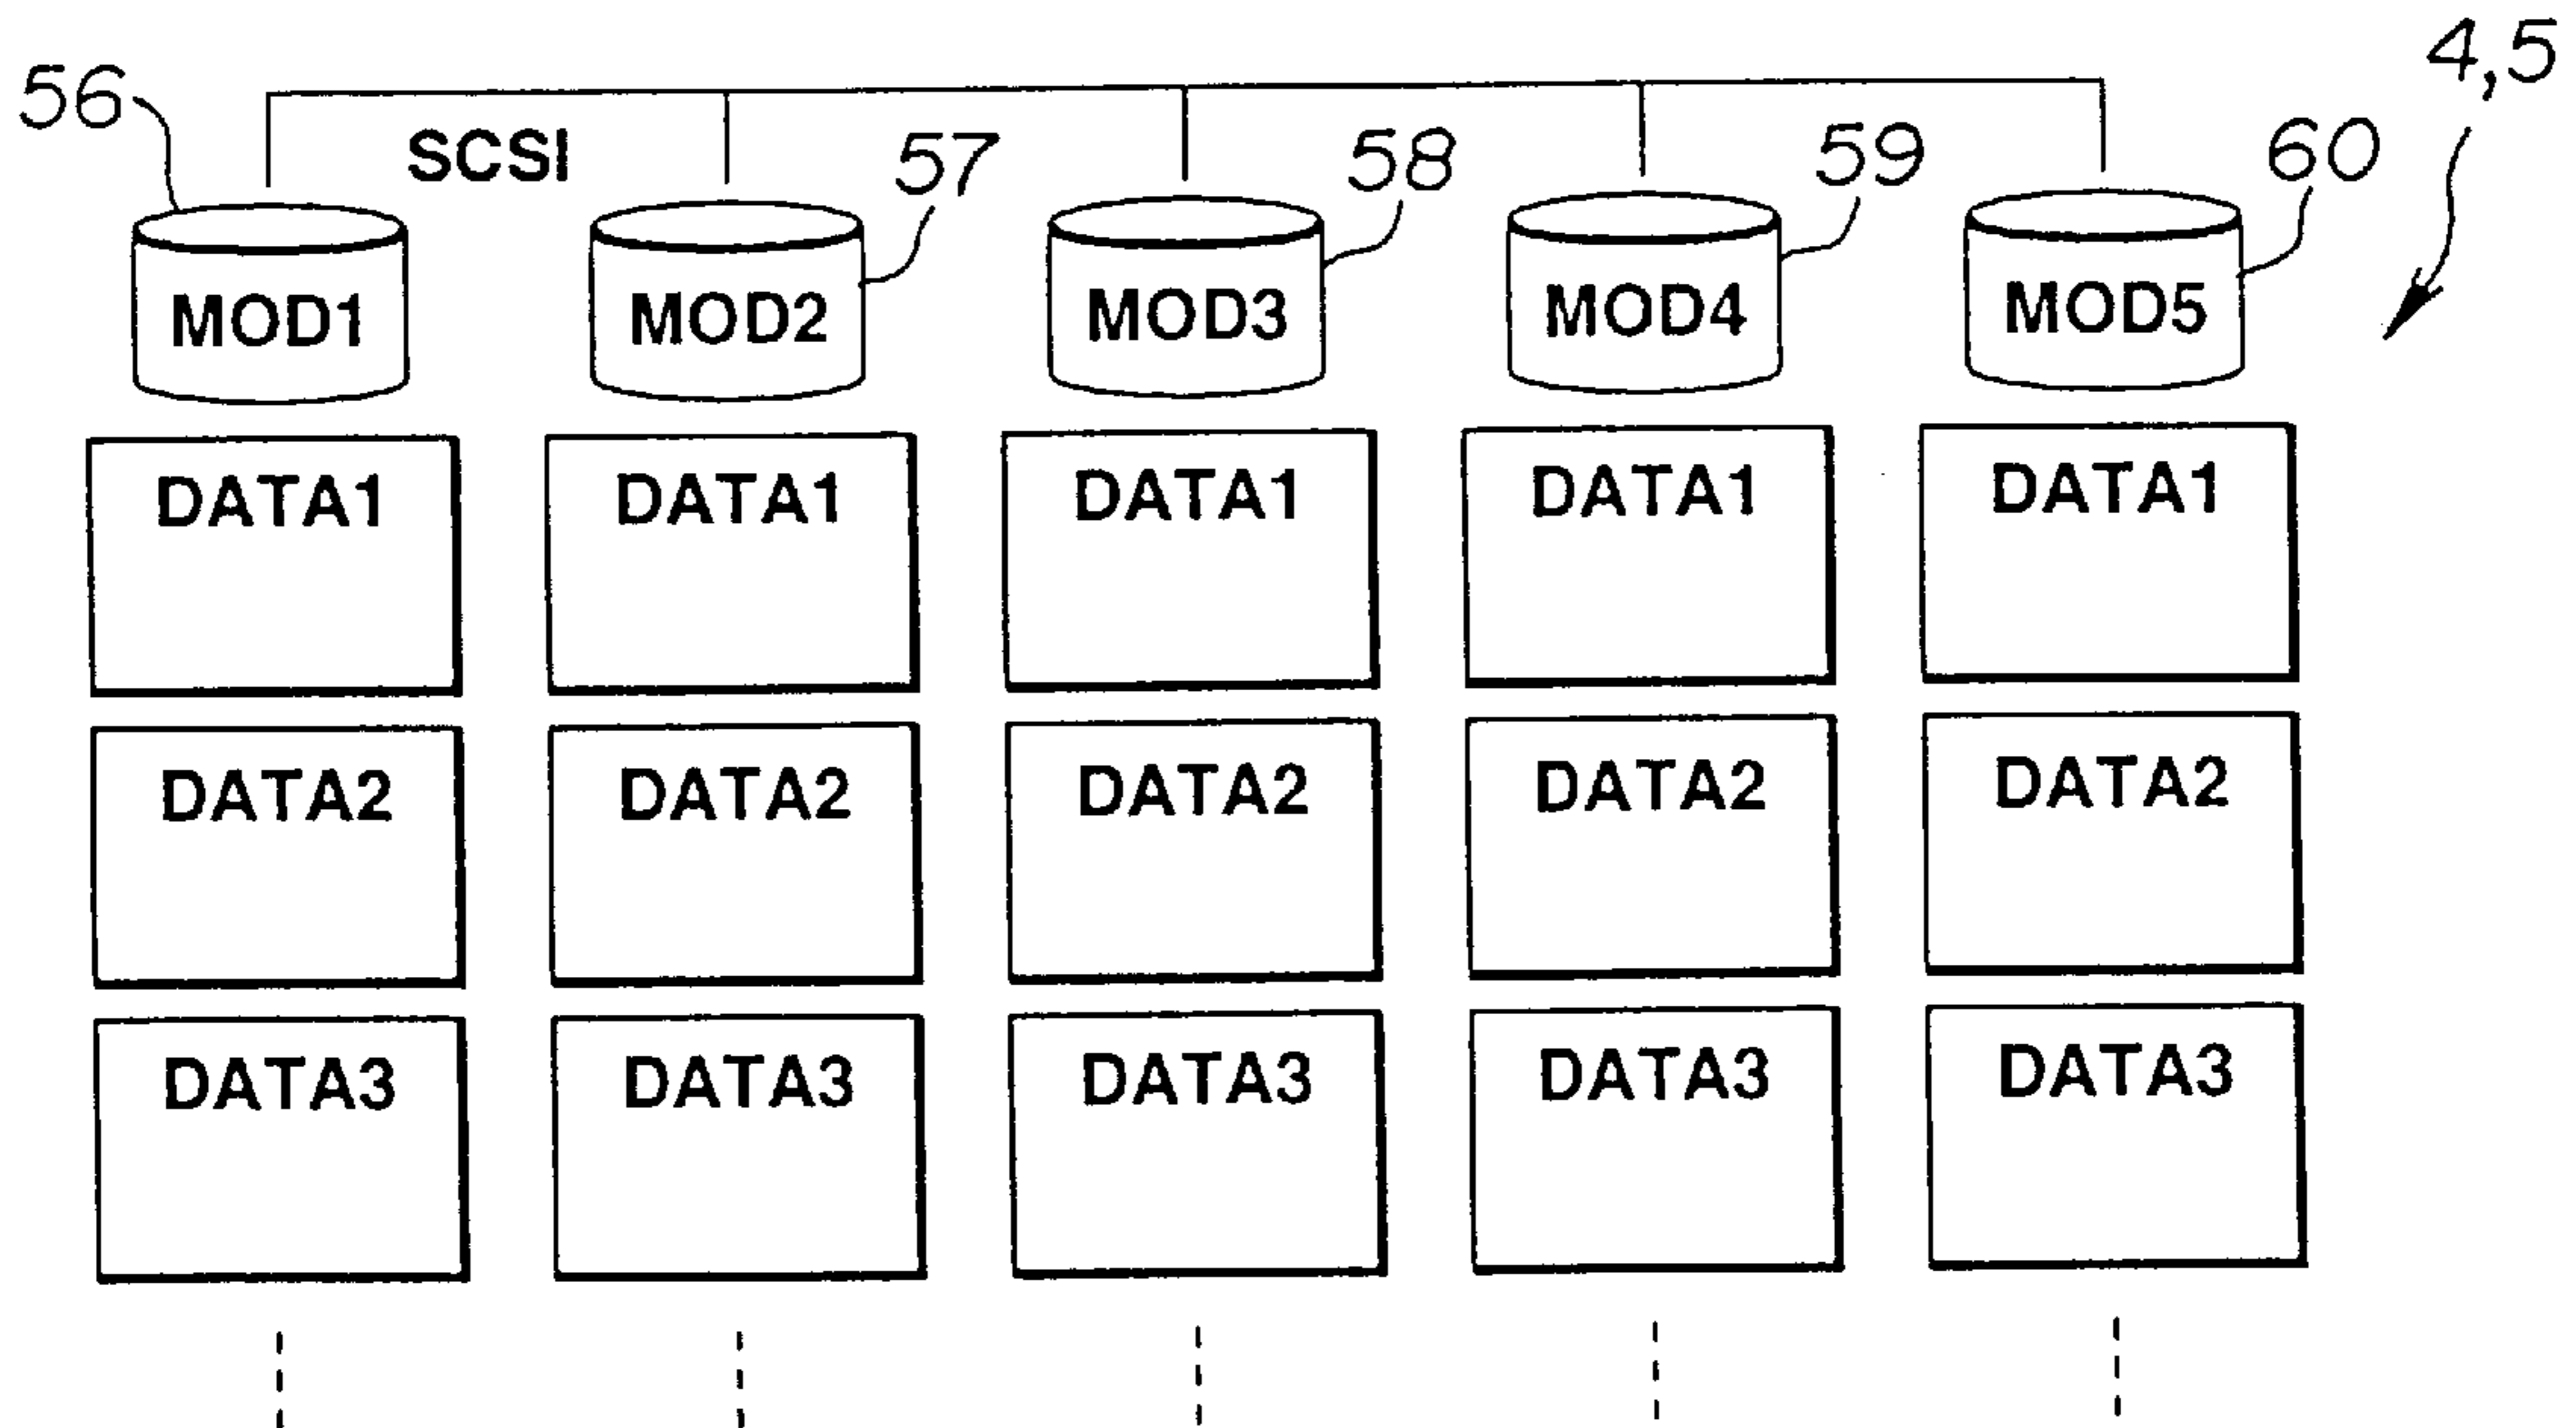 4,5
56
SCSI
57
58
59
60
MOD1 MOD2 MOD3 MOD4 MOD5
DATA1 DATA1 DATA1 DATA1 DATA1
DATA2 DATA2 DATA2 DATA2 DATA2
DATA3 DATA3 DATA3 DATA3 DATA3